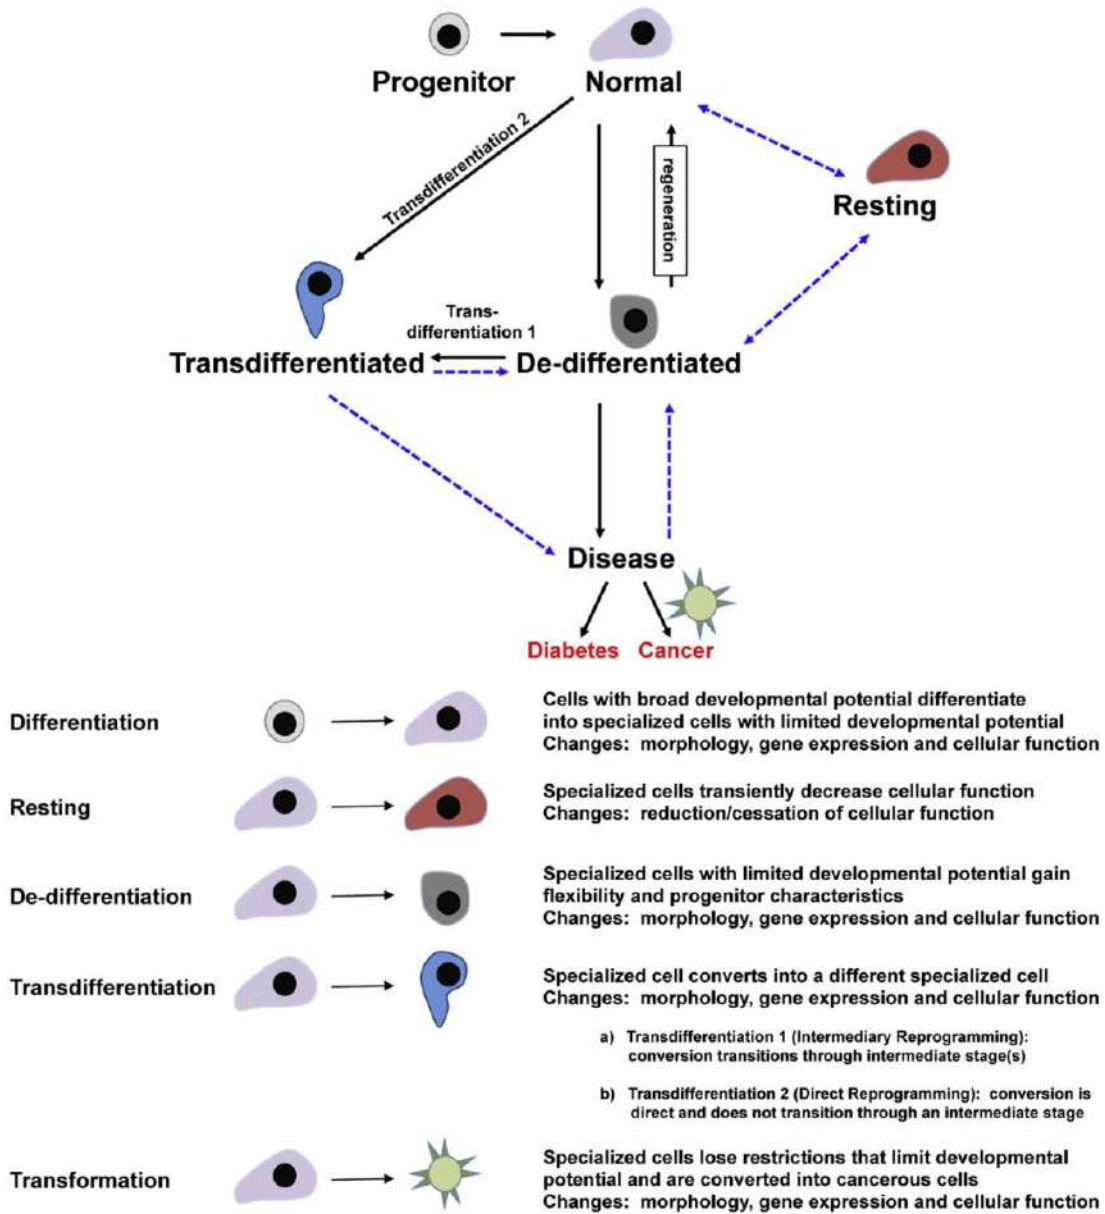 Progenitor
Normal
Transdifferentiation 2
regeneration
Resting
Trans-
differentiation 1
Transdifferentiated
De-differentiated
Disease
Diabetes
Cancer
Differentiation
Cells with broad developmental potential differentiate
into specialized cells with limited developmental potential
Changes: morphology, gene expression and cellular function
Resting
Specialized cells transiently decrease cellular function
Changes: reduction/cessation of cellular function
De-differentiation
Specialized cells with limited developmental potential gain
flexibility and progenitor characteristics
Changes: morphology, gene expression and cellular function
Transdifferentiation
Specialized cell converts into a different specialized cell
Changes: morphology, gene expression and cellular function
a) Transdifferentiation 1 (Intermediary Reprogramming):
conversion transitions through intermediate stage(s)
b) Transdifferentiation 2 (Direct Reprogramming): conversion is
direct and does not transition through an intermediate stage
Transformation
Specialized cells lose restrictions that limit developmental
potential and are converted into cancerous cells
Changes: morphology, gene expression and cellular function